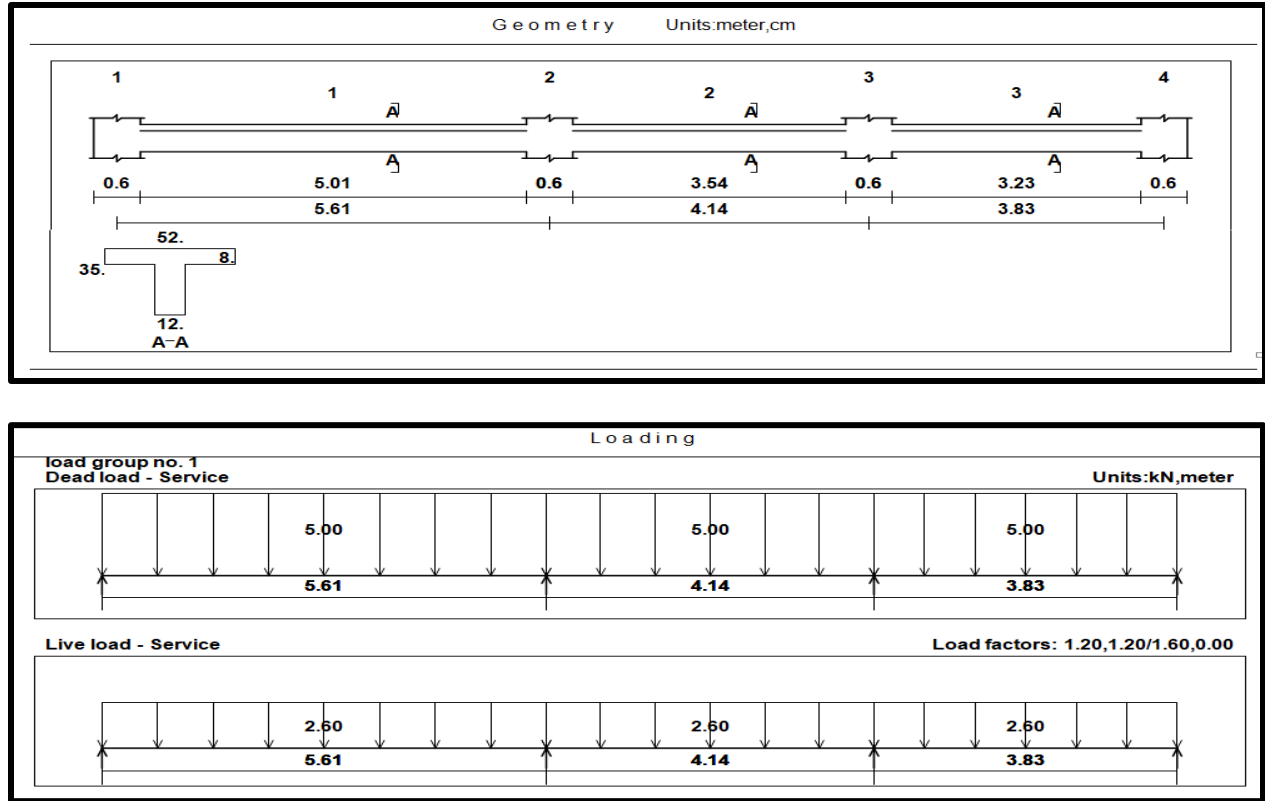 Geometry Units:meter,cm
1 2 3 4
1 2 3
A A A
A A A
0.6 5.01 0.6 3.54 0.6 3.23 0.6
5.61 4.14 3.83
52.
8.
35.
12.
A-A
Loading
load group no. 1
Dead load - Service Units:kN,meter
5.00 5.00 5.00
5.61 4.14 3.83
Live load - Service Load factors: 1.20,1.20/1.60,0.00
2.60 2.60 2.60
5.61 4.14 3.83